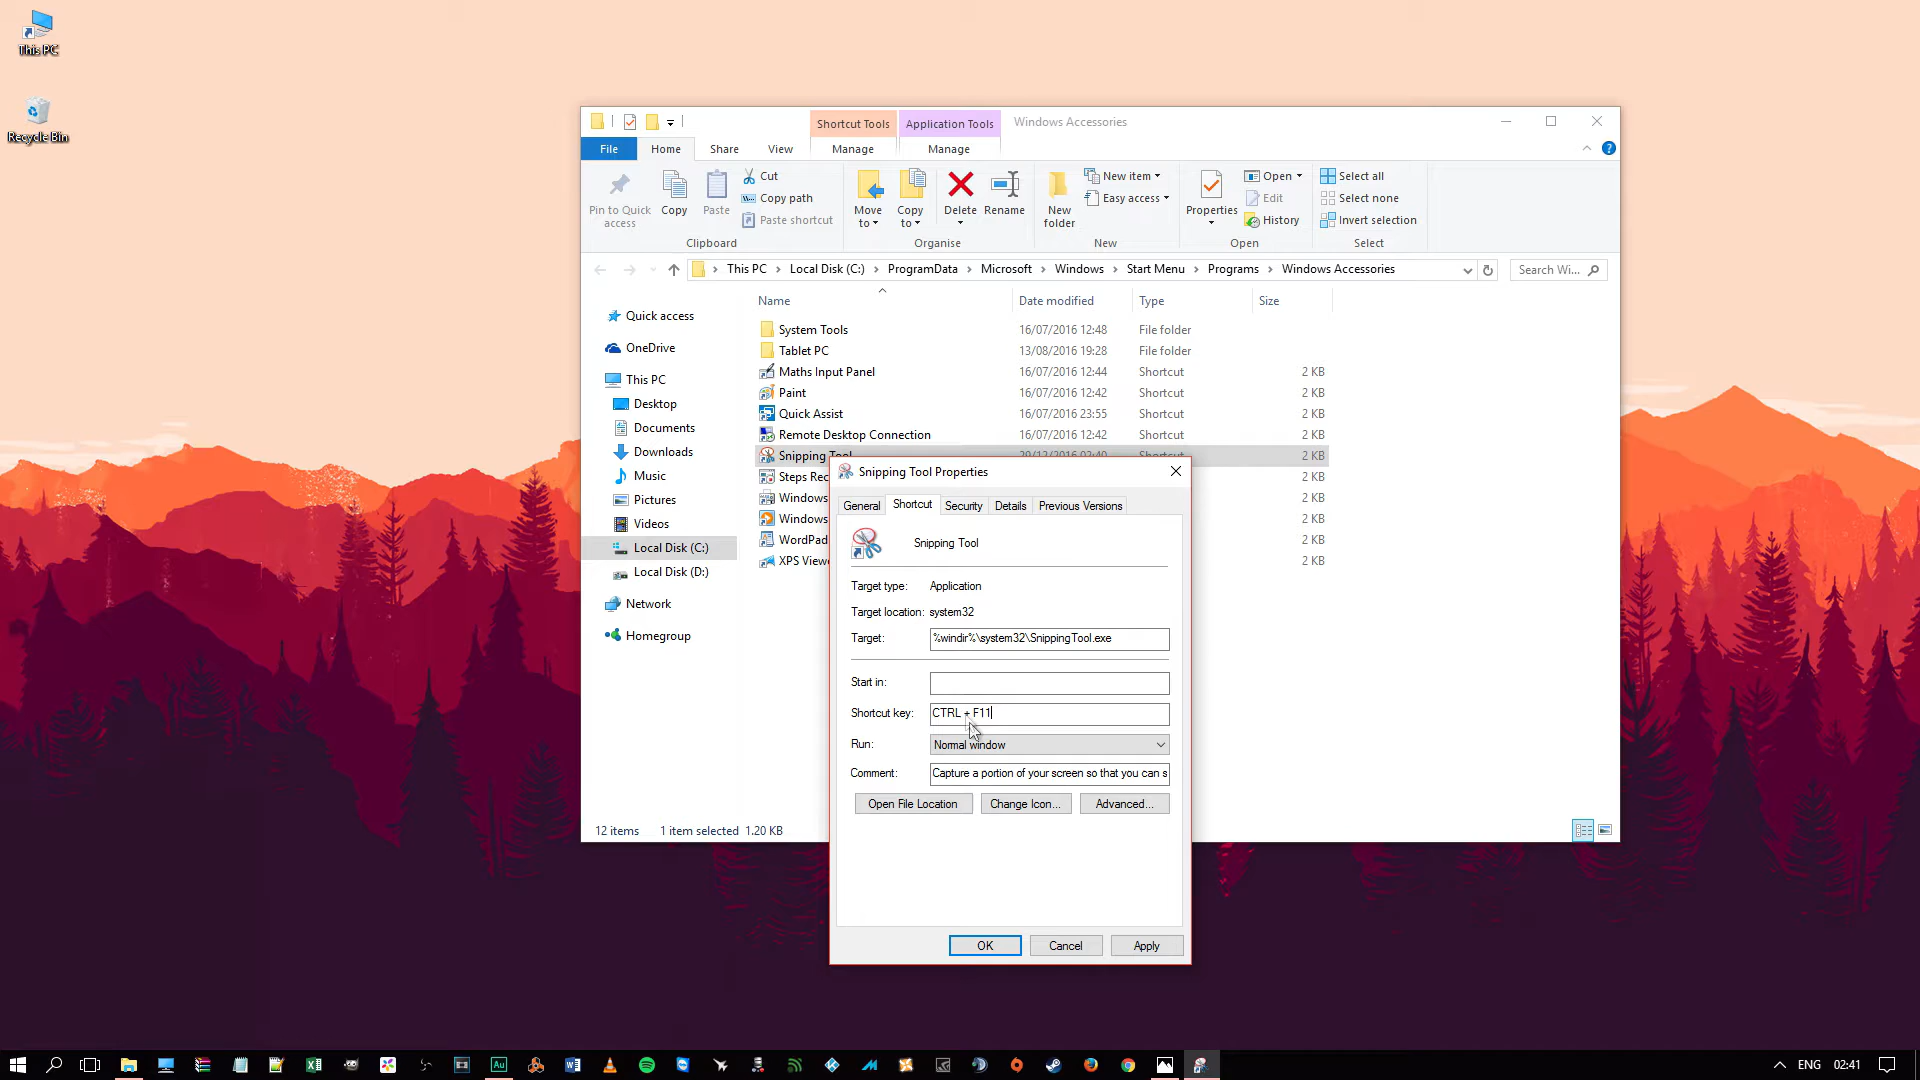 This PC
Recycle Bin
Shortcut Tools Application Tools Windows Accessories
File Home Share View Manage Manage
Pin to Quick access
Copy
Paste
Cut
Copy path
Paste shortcut
Clipboard
Move to
Copy to
Delete
Rename
Organise
New folder
New item
Easy access
New
Properties
Open
Edit
History
Open
Select all
Select none
Invert selection
Select
This PC > Local Disk (C:) > ProgramData > Microsoft > Windows > Start Menu > Programs > Windows Accessories
Search Wi...
Quick access
OneDrive
This PC
Desktop
Documents
Downloads
Music
Pictures
Videos
Local Disk (C:)
Local Disk (D:)
Network
Homegroup
Name Date modified Type Size
System Tools 16/07/2016 12:48 File folder
Tablet PC 13/08/2016 19:28 File folder
Maths Input Panel 16/07/2016 12:44 Shortcut 2 KB
Paint 16/07/2016 12:42 Shortcut 2 KB
Quick Assist 16/07/2016 23:55 Shortcut 2 KB
Remote Desktop Connection 16/07/2016 12:42 Shortcut 2 KB
Snipping Tool 2 KB
Steps Rec 2 KB
Windows 2 KB
Windows 2 KB
WordPad 2 KB
XPS Viewe 2 KB
12 items 1 item selected 1.20 KB
Snipping Tool Properties
General Shortcut Security Details Previous Versions
Snipping Tool
Target type: Application
Target location: system32
Target: %windir%\system32\SnippingTool.exe
Start in:
Shortcut key: CTRL + F11
Run: Normal window
Comment: Capture a portion of your screen so that you can s
Open File Location Change Icon... Advanced...
OK Cancel Apply
ENG 02:41